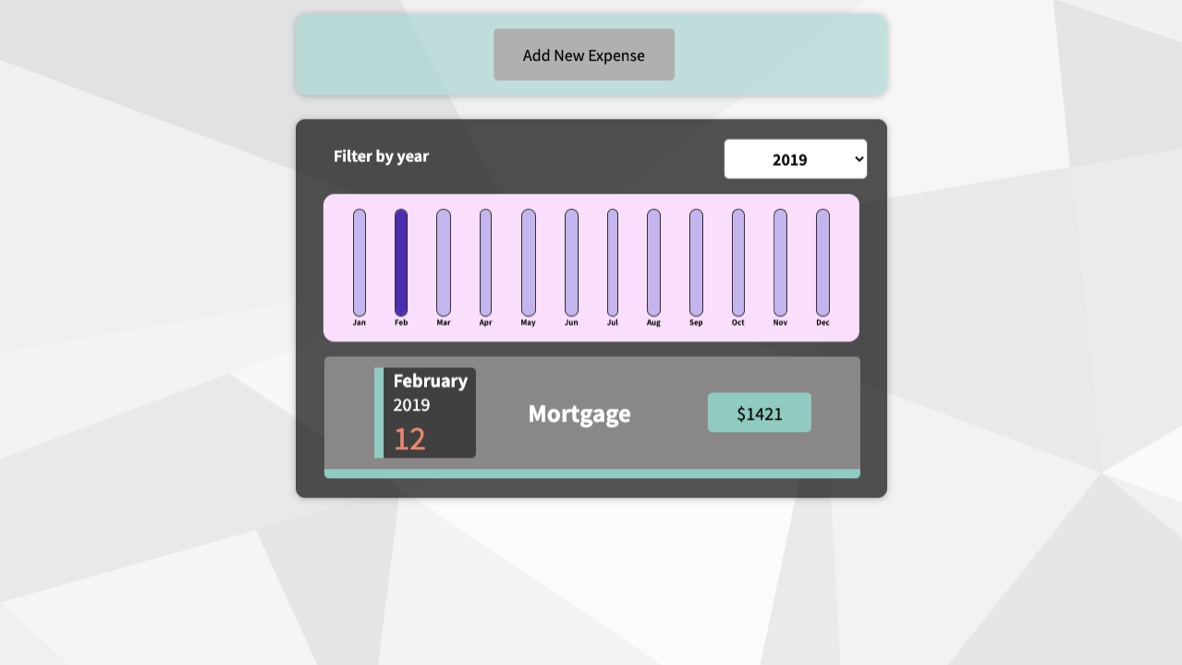 Add New Expense
Filter by year
2019
Jan Feb Mar Apr May Jun Jul Aug Sep Oct Nov Dec
February
2019
12
Mortgage
$1421